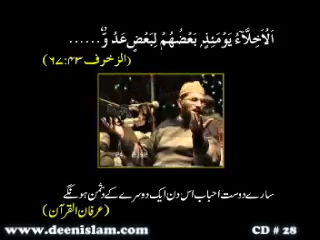 اَلْاَخِلَّآءُ یَوْمَئِذٍۭ بَعْضُهُمْ لِبَعْضٍ عَدُوٌّ......
(الزخرف ۶۷:۴۳)
سارے دوست احباب اس دن ایک دوسرے کے دشمن ہونگے
(عرفان القرآن)
www.deenislam.com CD # 28